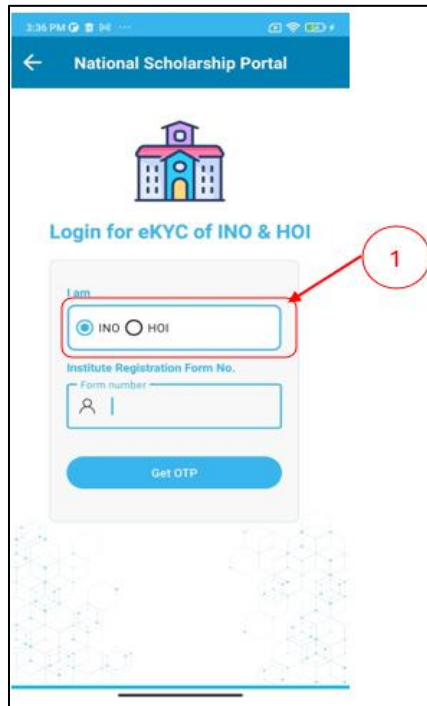 3:36 PM
National Scholarship Portal
Login for eKYC of INO & HOI
1
I am
INO HOI
Institute Registration Form No.
Form number
Get OTP